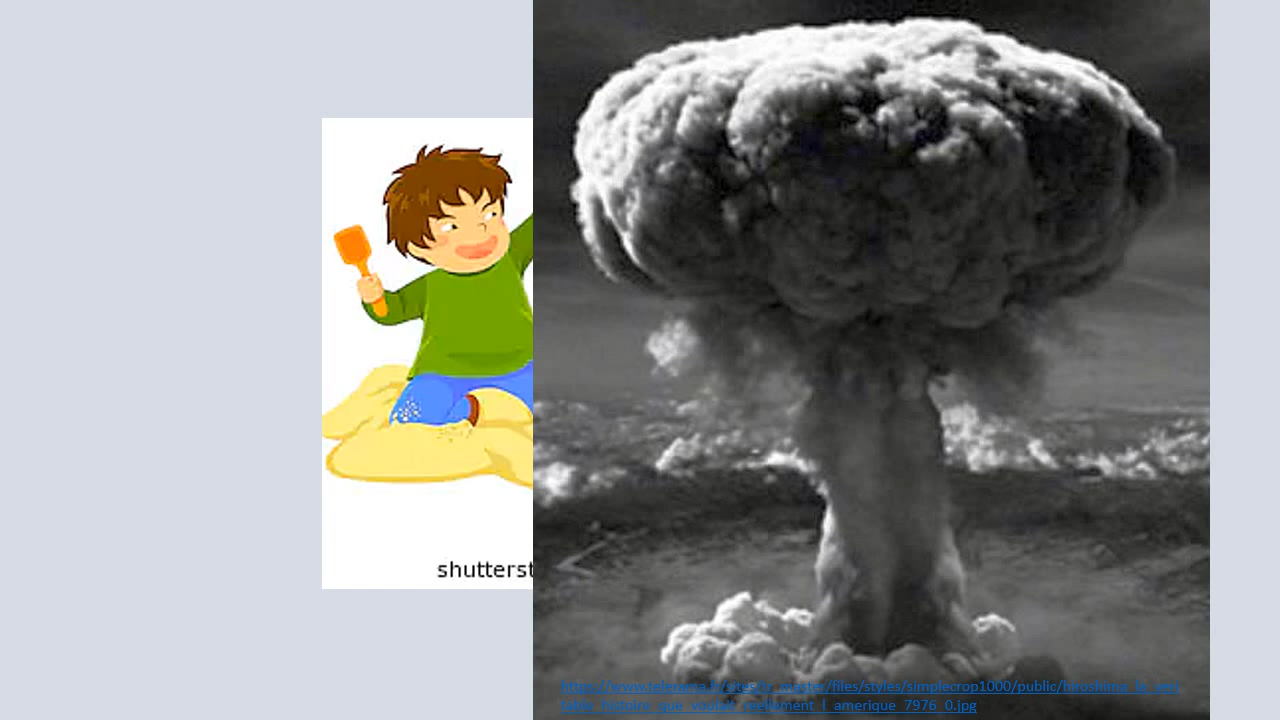 shutterst
https://www.telerama.fr/sites/tr_master/files/styles/simplecrop1000/public/hiroshima_la_veri
table_histoire_que_voulait_reellement_l_amerique_7976_0.jpg